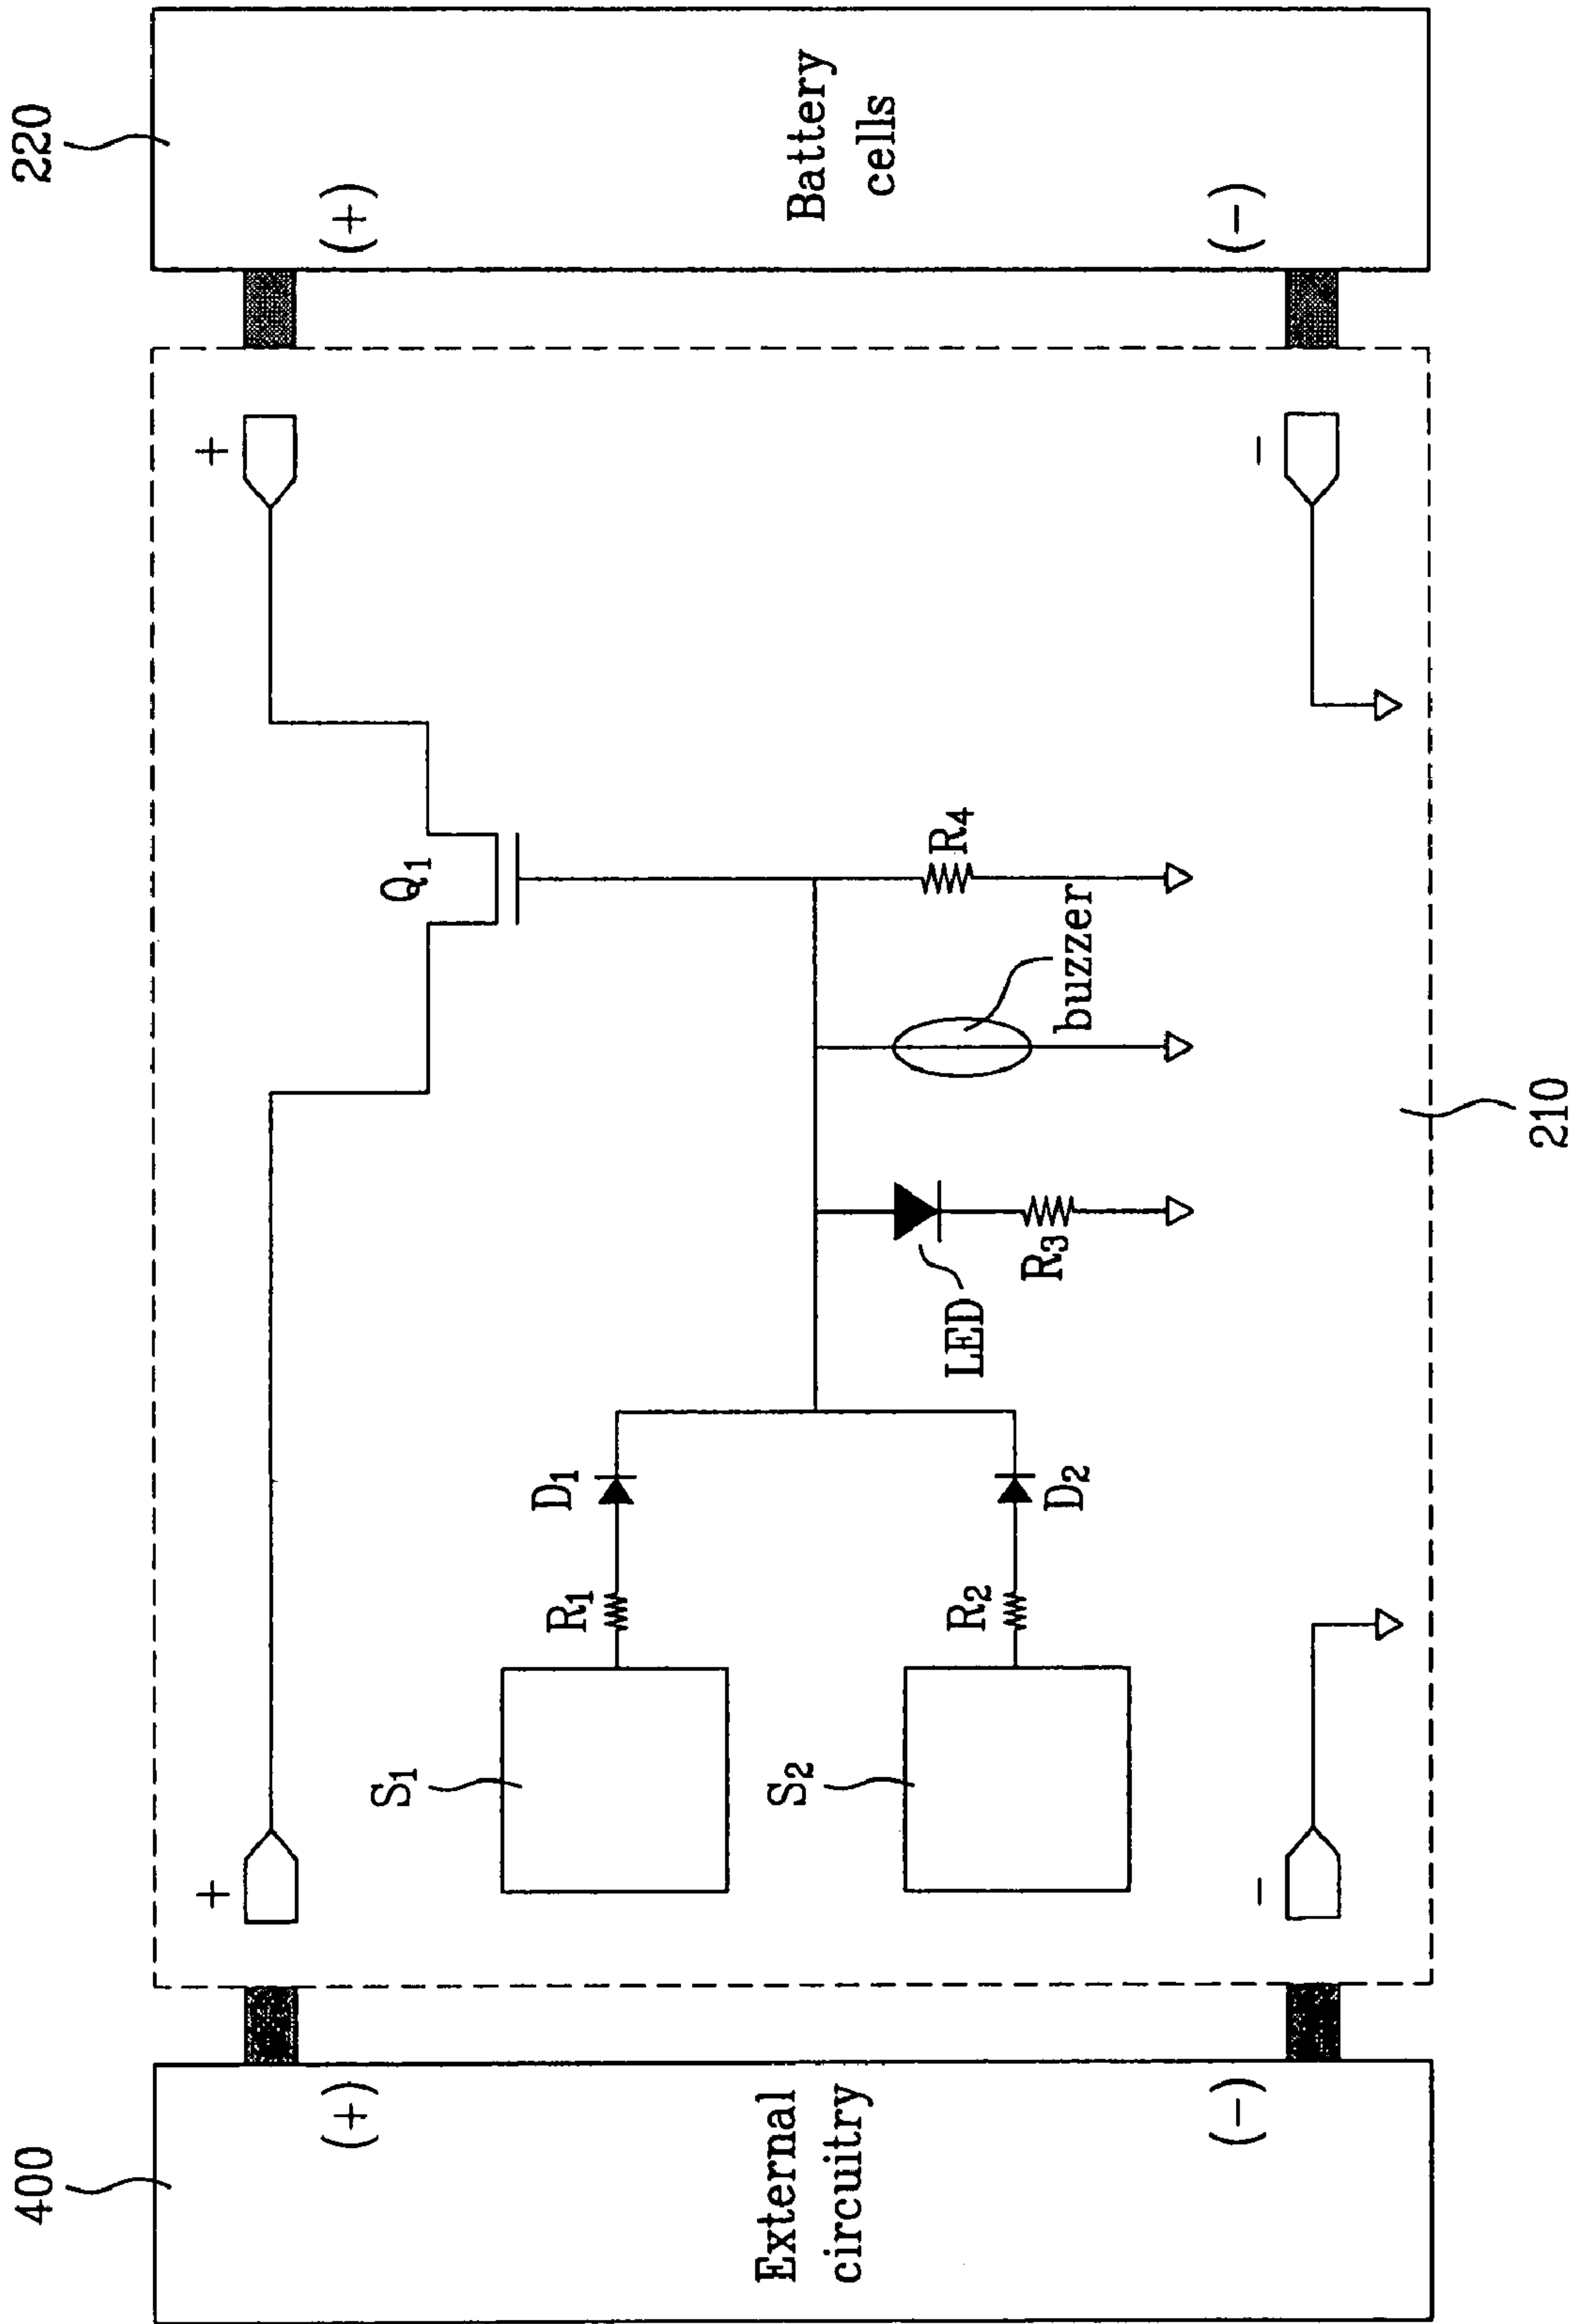 400
External
circuitry
(+)
(-)
+
-
S1
S2
R1
R2
D1
D2
LED
R3
buzzer
R4
Q1
210
+
-
(+)
(-)
Battery
cells
220